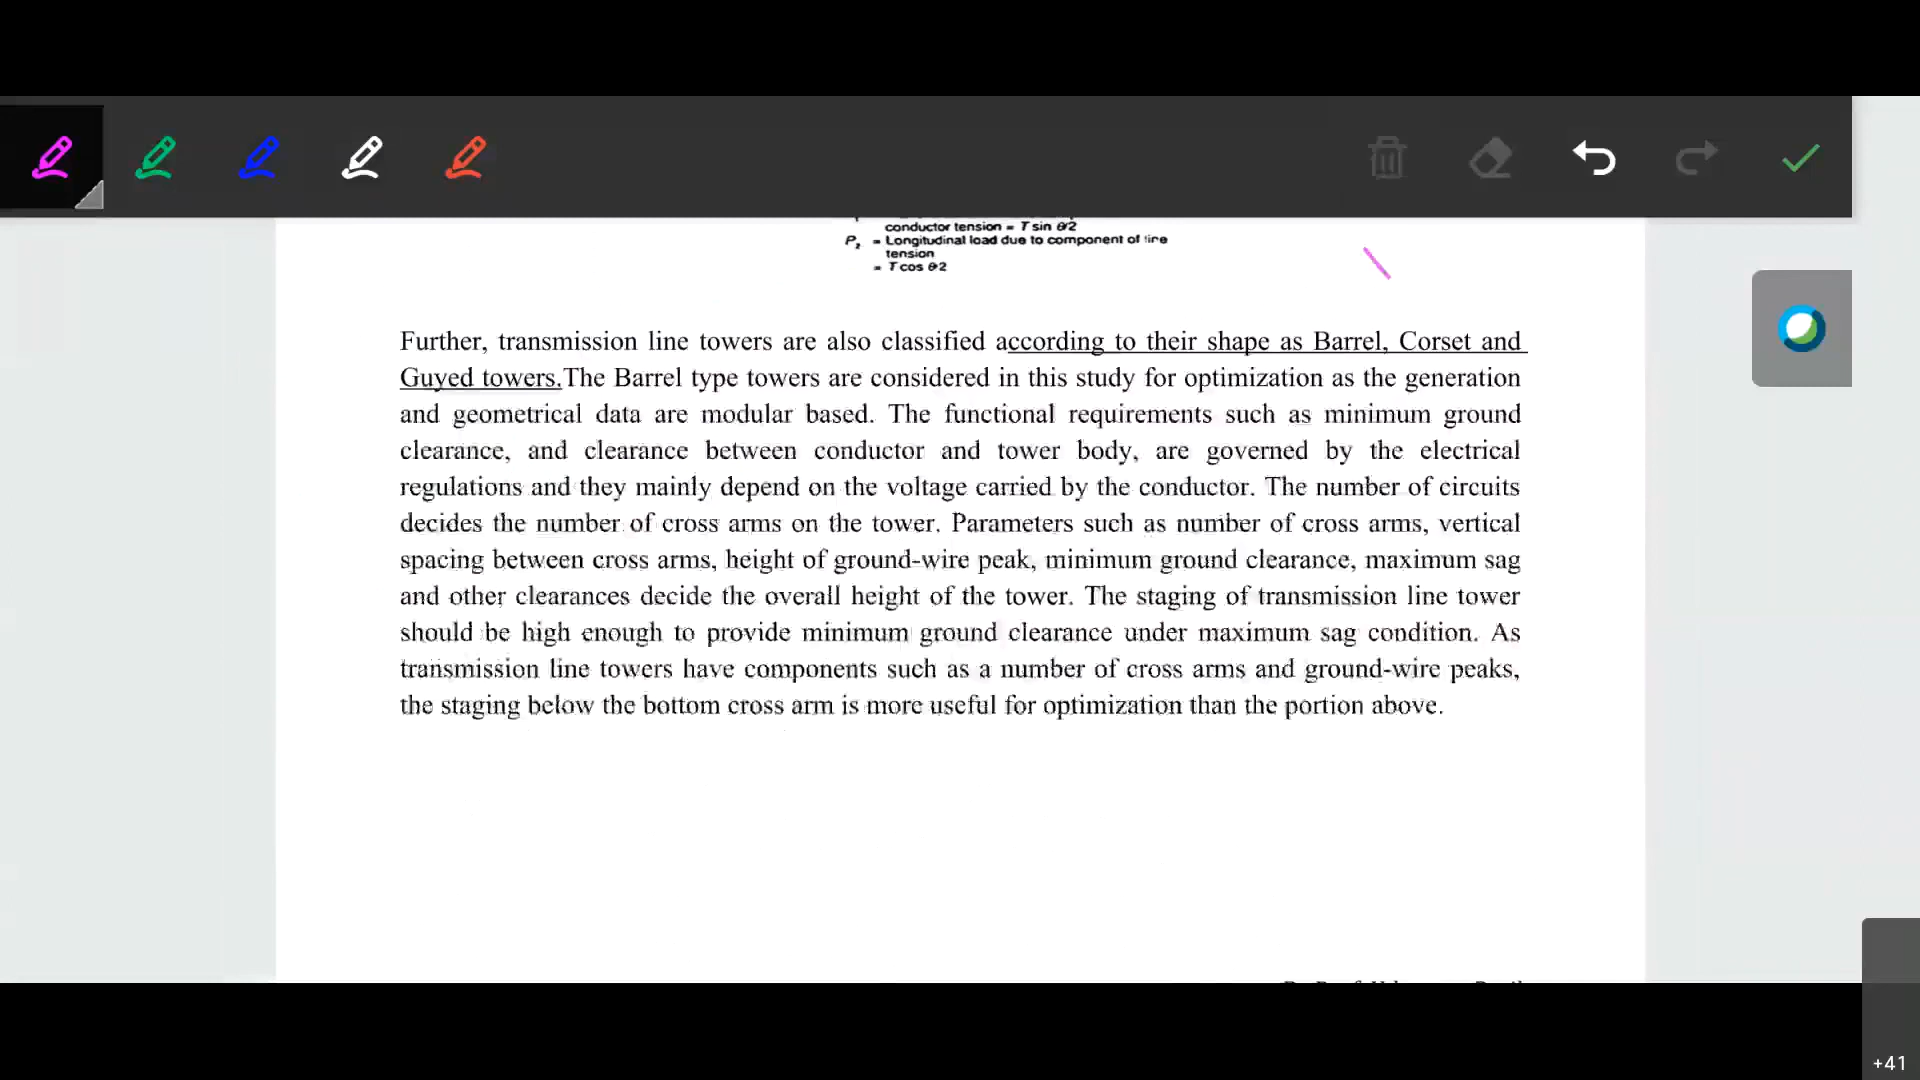 conductor tension = T sin θ/2
P₂ = Longitudinal load due to component of line
tension
= T cos θ/2
Further, transmission line towers are also classified according to their shape as Barrel, Corset and
Guyed towers.The Barrel type towers are considered in this study for optimization as the generation
and geometrical data are modular based. The functional requirements such as minimum ground
clearance, and clearance between conductor and tower body, are governed by the electrical
regulations and they mainly depend on the voltage carried by the conductor. The number of circuits
decides the number of cross arms on the tower. Parameters such as number of cross arms, vertical
spacing between cross arms, height of ground-wire peak, minimum ground clearance, maximum sag
and other clearances decide the overall height of the tower. The staging of transmission line tower
should be high enough to provide minimum ground clearance under maximum sag condition. As
transmission line towers have components such as a number of cross arms and ground-wire peaks,
the staging below the bottom cross arm is more useful for optimization than the portion above.
+41